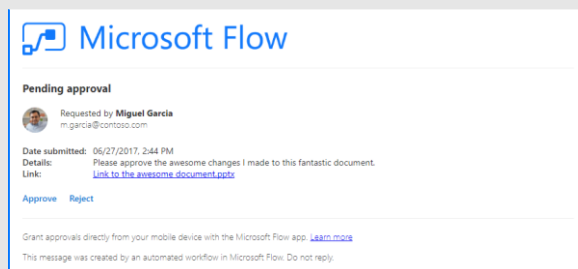 Microsoft Flow
Pending approval
Requested by Miguel Garcia
m.garcia@contoso.com
Date submitted: 06/27/2017, 2:44 PM
Details: Please approve the awesome changes I made to this fantastic document.
Link: Link to the awesome document.pptx
Approve Reject
Grant approvals directly from your mobile device with the Microsoft Flow app. Learn more
This message was created by an automated workflow in Microsoft Flow. Do not reply.